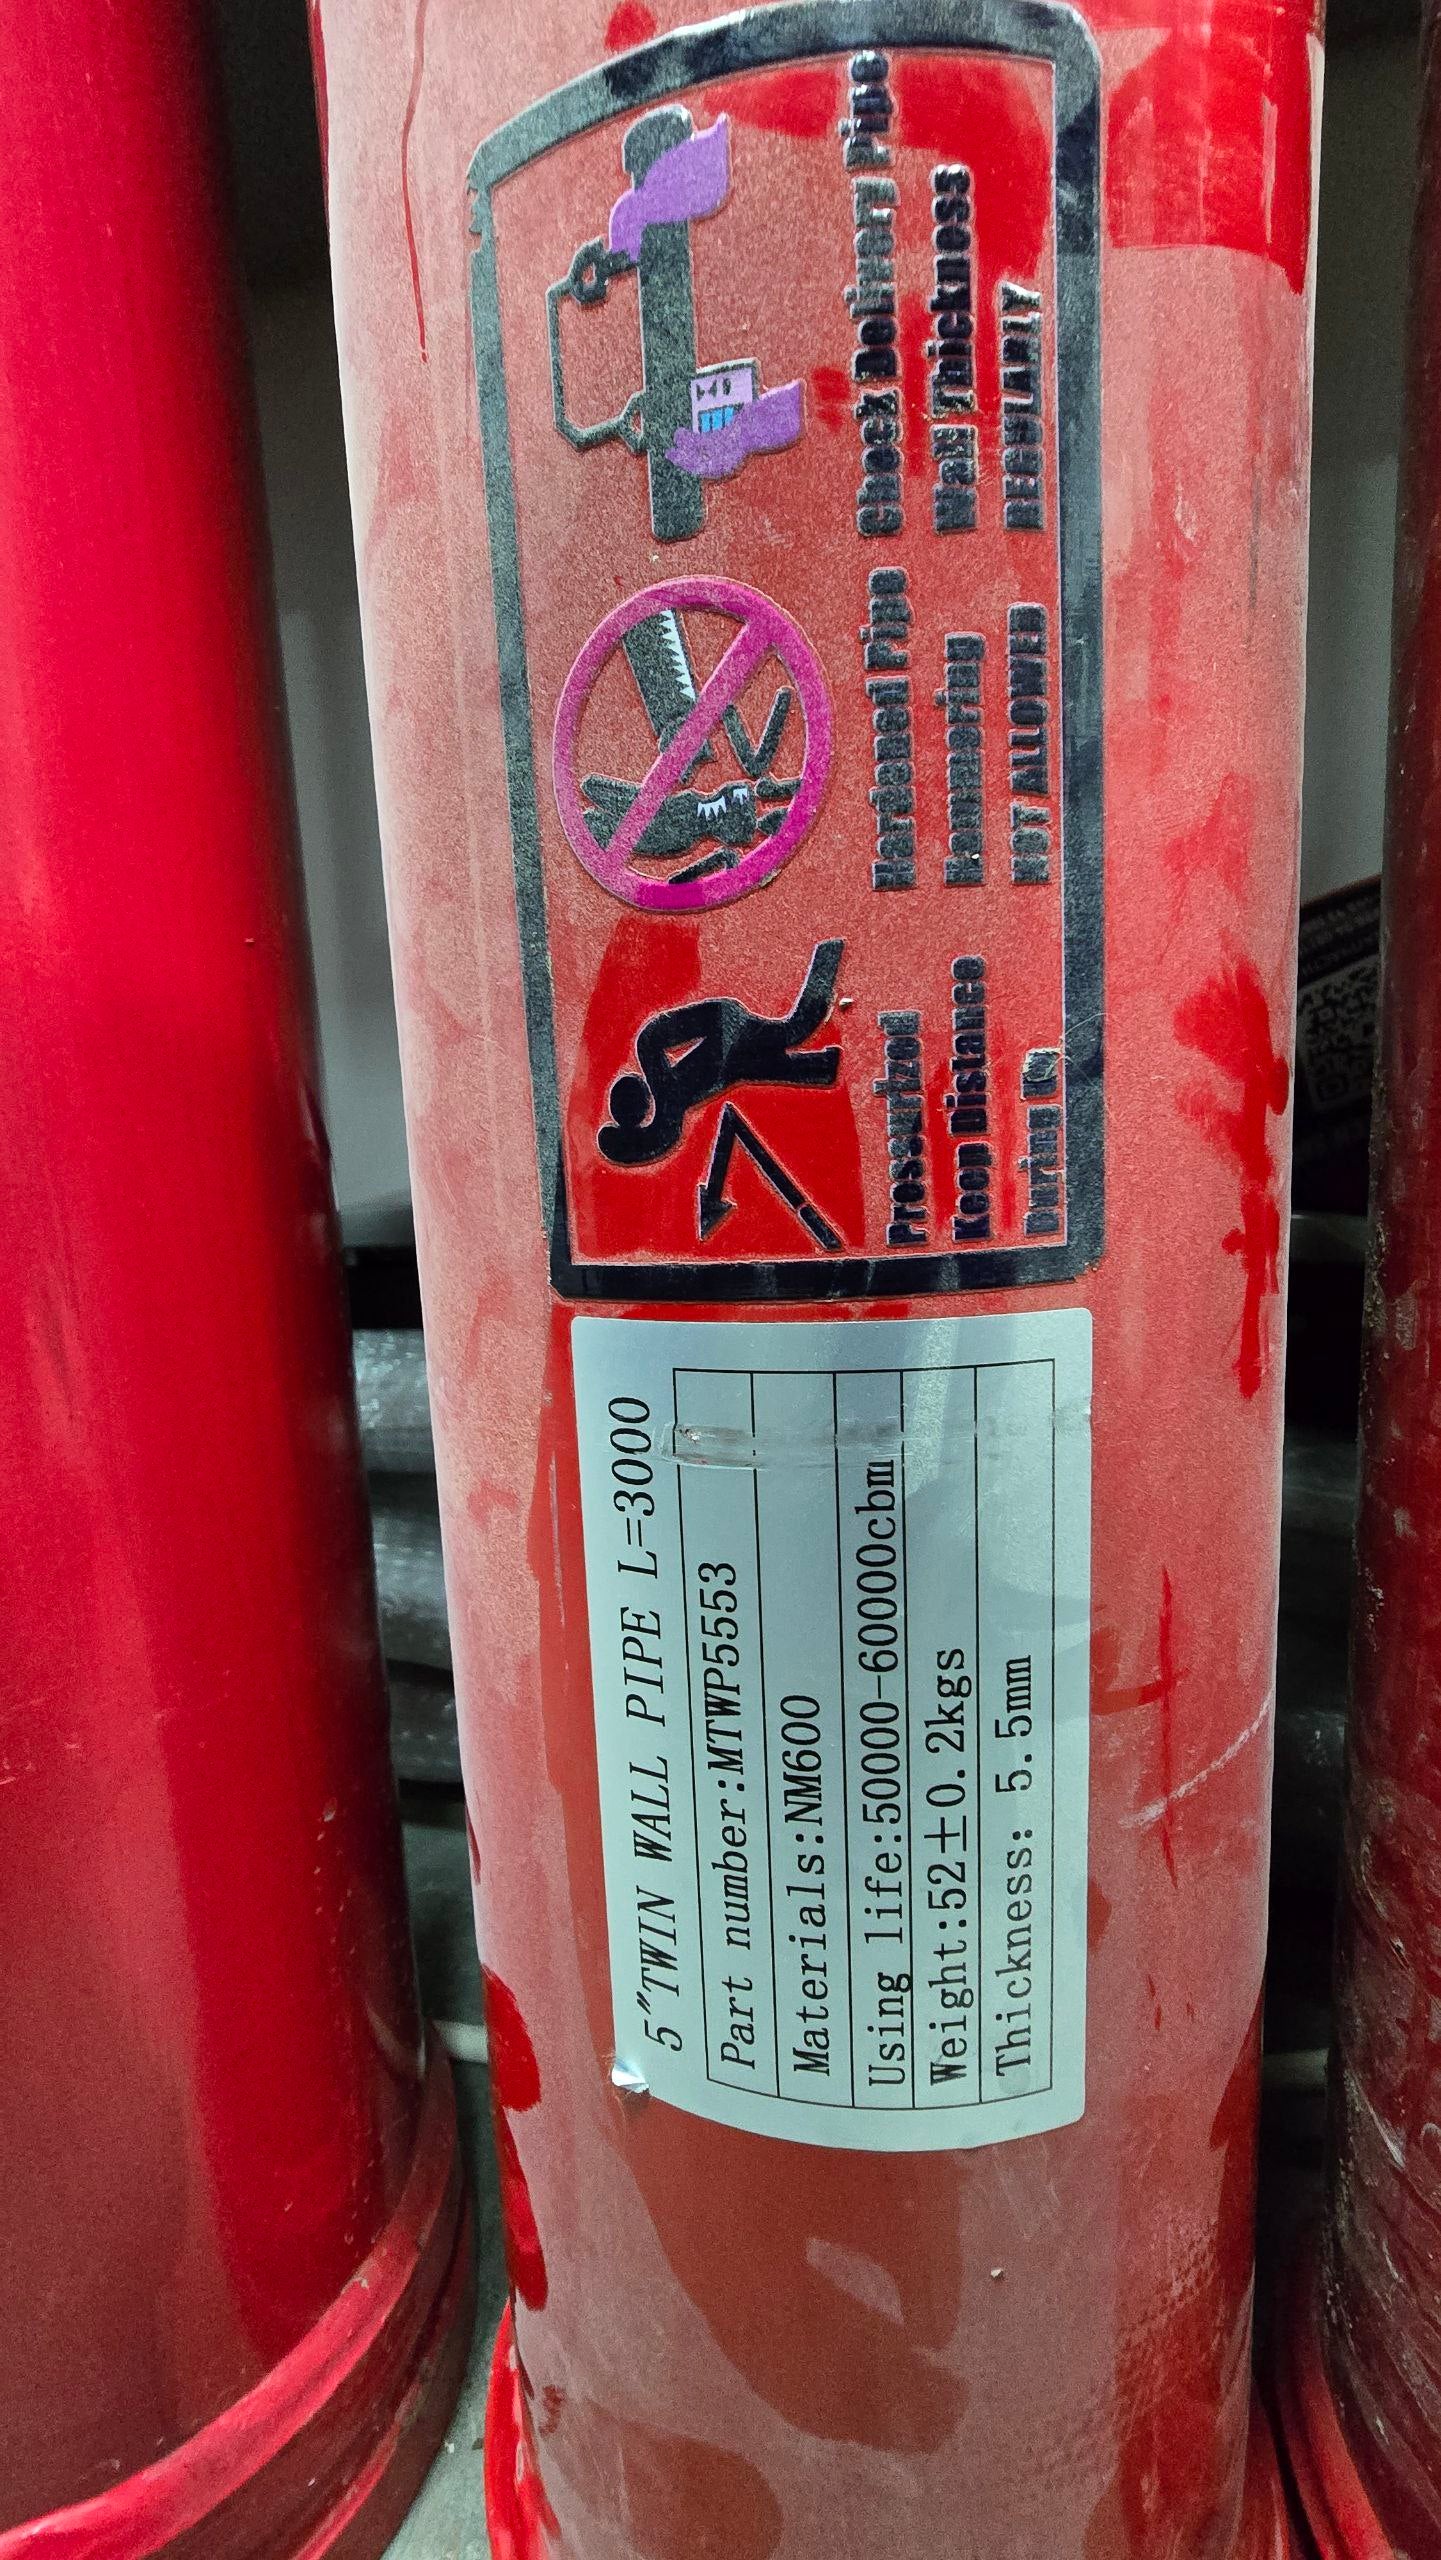 Pressurized
Keep Distance
During
Hardened Pipe
Hammering
NOT ALLOWED
Check Delivery Pipe
Wall Thickness
REGULARLY
5"TWIN WALL PIPE L=3000
Part number:MTWP5553
Materials:NM600
Using life:50000-60000cbm
Weight:52±0.2kgs
Thickness: 5.5mm